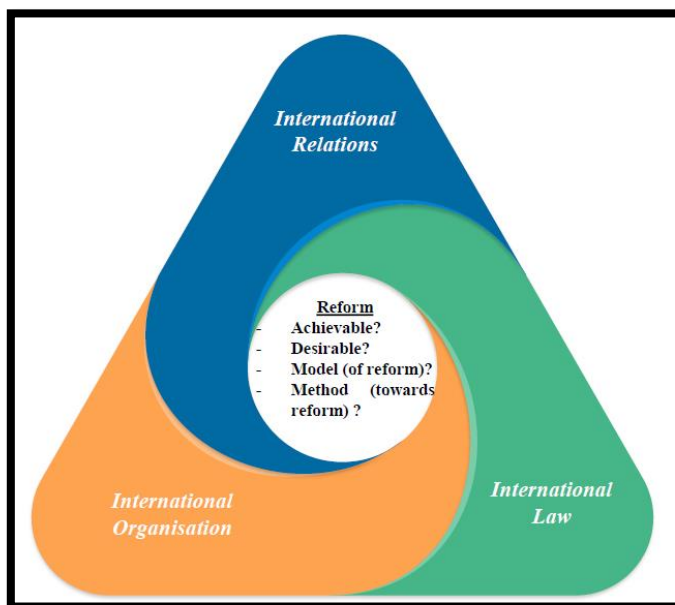 International
Relations
Reform
- Achievable?
- Desirable?
- Model (of reform)?
- Method (towards
reform) ?
International
Organisation
International
Law